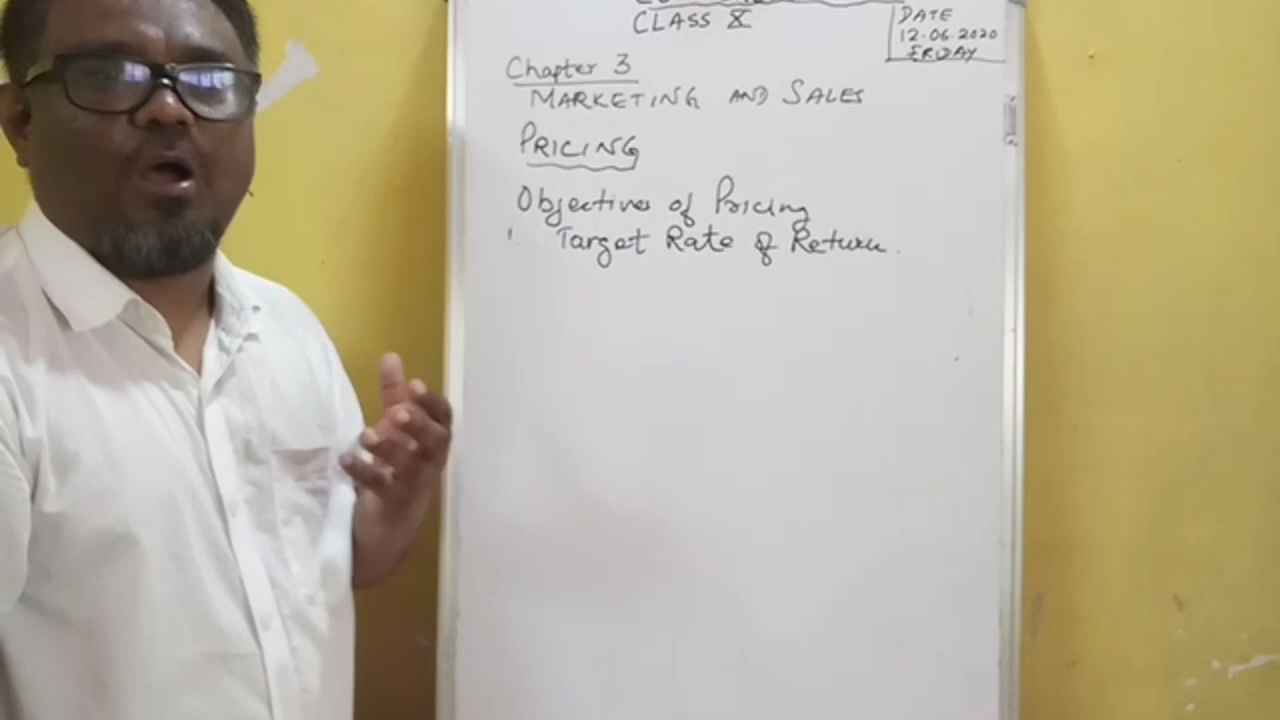 CLASS X
DATE
12.06.2020
FRIDAY
Chapter 3
MARKETING AND SALES
PRICING
Objectives of Pricing
1 Target Rate of Return.